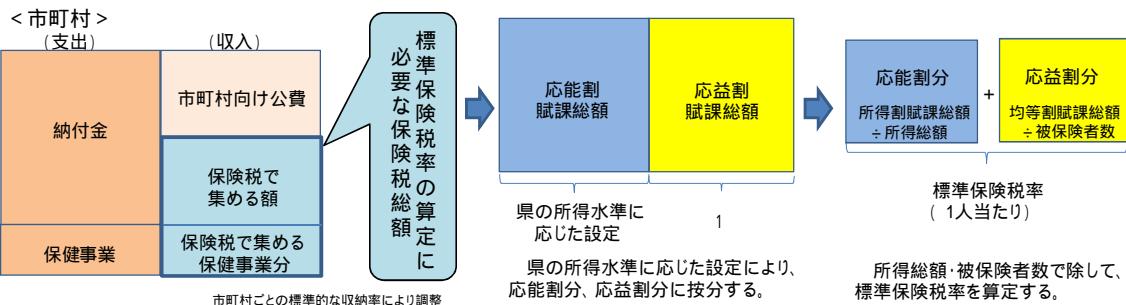 ＜市町村＞
(支出)
(収入)
納付金
市町村向け公費
保険税で
集める額
保健事業
保険税で集める
保健事業分
標準保険税率の算定に
必要な保険税総額
市町村ごとの標準的な収納率により調整
応能割
賦課総額
応益割
賦課総額
県の所得水準に
応じた設定
1
県の所得水準に応じた設定により、
応能割分、応益割分に按分する。
応能割分
所得割賦課総額
÷所得総額
+
応益割分
均等割賦課総額
÷被保険者数
標準保険税率
( 1人当たり)
所得総額･被保険者数で除して、
標準保険税率を算定する。